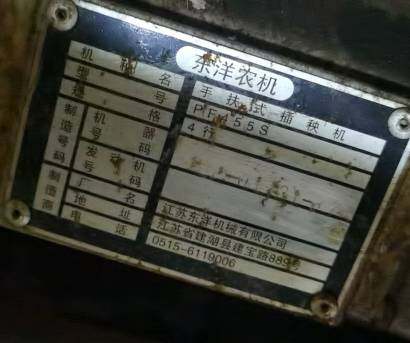 东洋农机
机种名 手扶式插秧机
型号 PF455S
规格 4行
制造号码 机器号码
发动机号码
制造商 厂名 江苏东洋机械有限公司
地址 江苏省建湖县建宝路889号
电话 0515-6119006